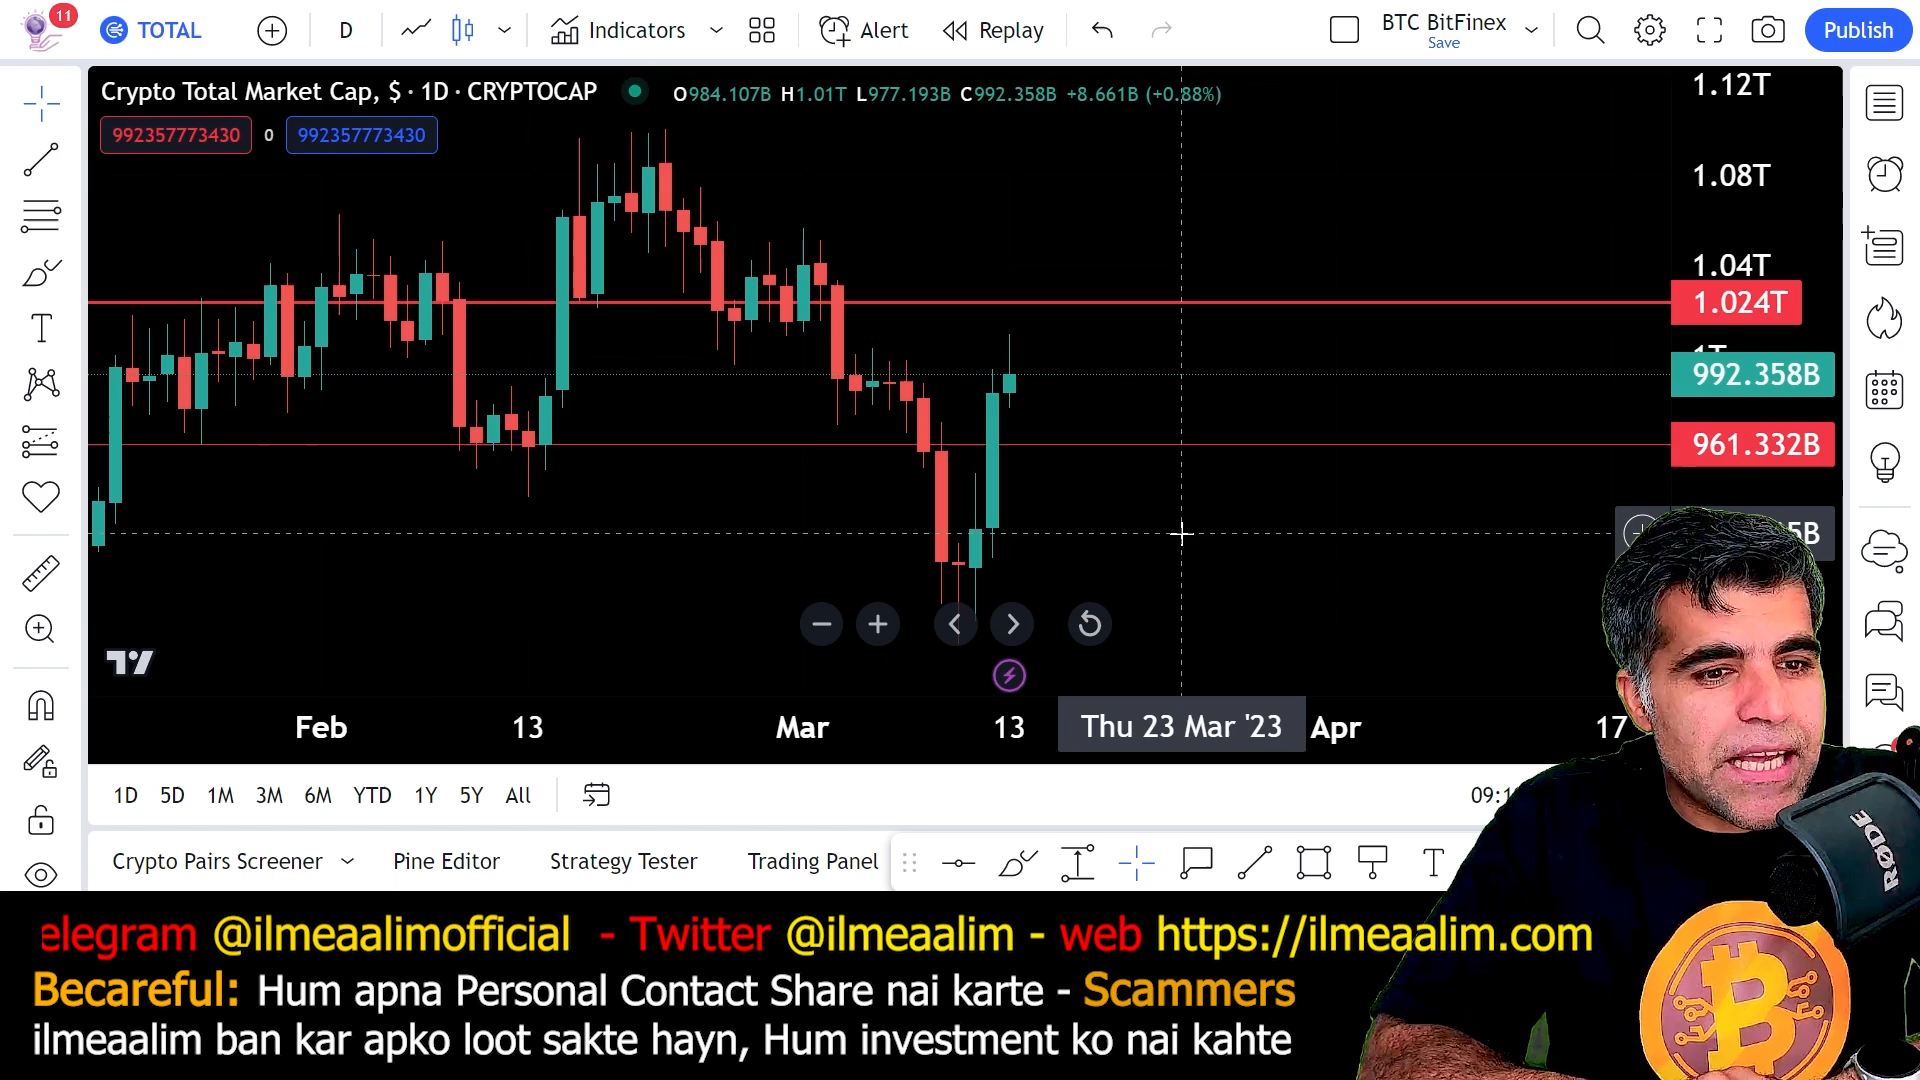 11
TOTAL
D
Indicators
Alert
Replay
BTC BitFinex
Save
Publish
Crypto Total Market Cap, $ · 1D · CRYPTOCAP
O984.107B H1.01T L977.193B C992.358B +8.661B (+0.88%)
992357773430
0
992357773430
1.12T
1.08T
1.04T
1.024T
1T
992.358B
961.332B
5B
Feb
13
Mar
13
Thu 23 Mar '23
Apr
17
1D
5D
1M
3M
6M
YTD
1Y
5Y
All
Crypto Pairs Screener
Pine Editor
Strategy Tester
Trading Panel
RØDE
elegram @ilmeaalimofficial - Twitter @ilmeaalim - web https://ilmeaalim.com
Becareful: Hum apna Personal Contact Share nai karte - Scammers
ilmeaalim ban kar apko loot sakte hayn, Hum investment ko nai kahte